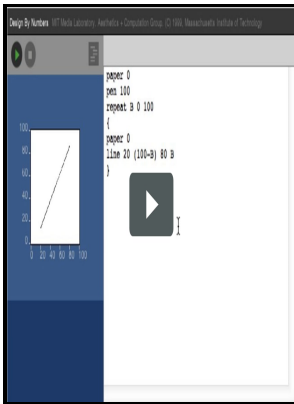 Design By Numbers MIT Media Laboratory, Aesthetics + Computation Group, (C) 1999, Massachusetts Institute of Technology
paper 0
pen 100
repeat B 0 100
{
paper 0
line 20 (100-B) 80 B
}
100
80
60
40
20
0
0 20 40 60 80 100